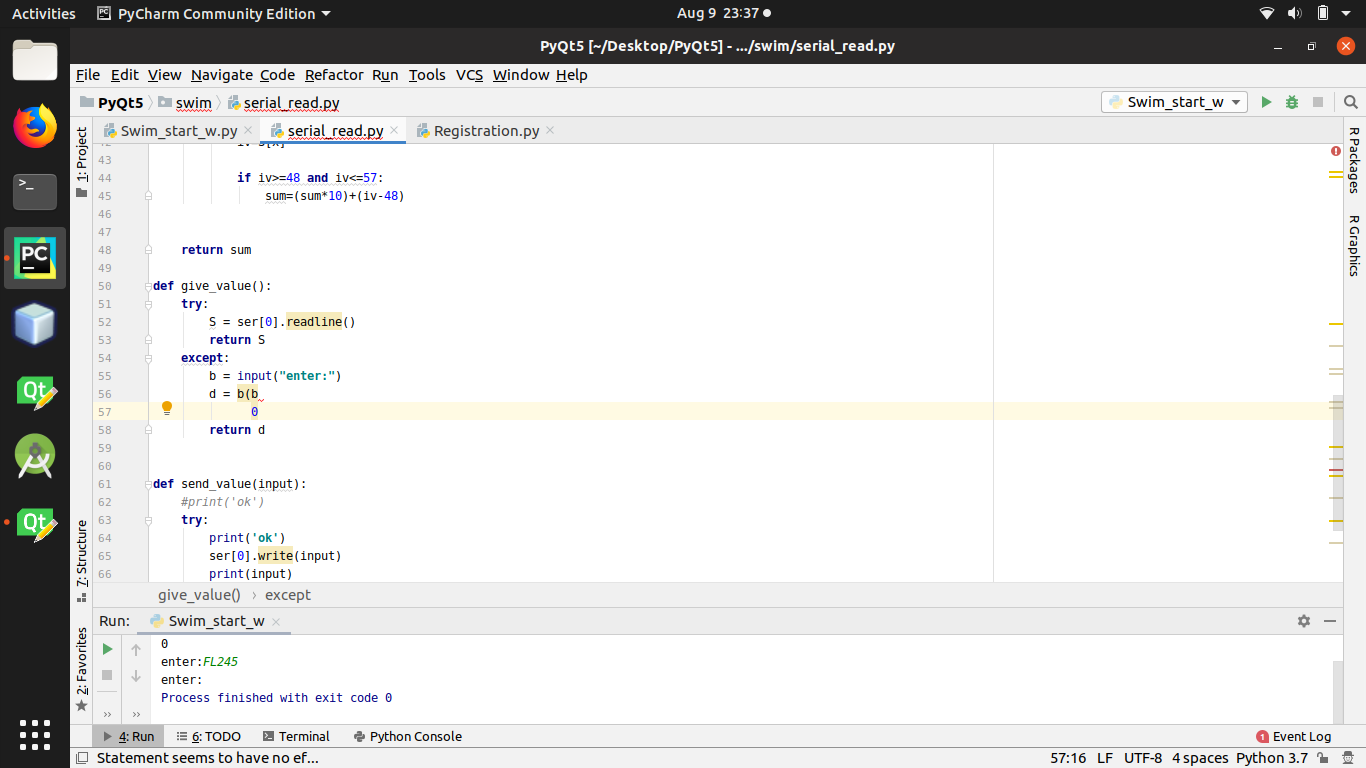 Activities PyCharm Community Edition Aug 9 23:37
PyQt5 [~/Desktop/PyQt5] - .../swim/serial_read.py
File Edit View Navigate Code Refactor Run Tools VCS Window Help
PyQt5 swim serial_read.py Swim_start_w
Swim_start_w.py serial_read.py Registration.py
1: Project
R Packages
R Graphics
43
44 if iv>=48 and iv<=57:
45 sum=(sum*10)+(iv-48)
46
47
48 return sum
49
50 def give_value():
51 try:
52 S = ser[0].readline()
53 return S
54 except:
55 b = input("enter:")
56 d = b(b
57 0
58 return d
59
60
61 def send_value(input):
62 #print('ok')
63 try:
64 print('ok')
65 ser[0].write(input)
66 print(input)
7: Structure
give_value() › except
Run: Swim_start_w
2: Favorites
0
enter:FL245
enter:
Process finished with exit code 0
4: Run 6: TODO Terminal Python Console 1 Event Log
Statement seems to have no ef... 57:16 LF UTF-8 4 spaces Python 3.7